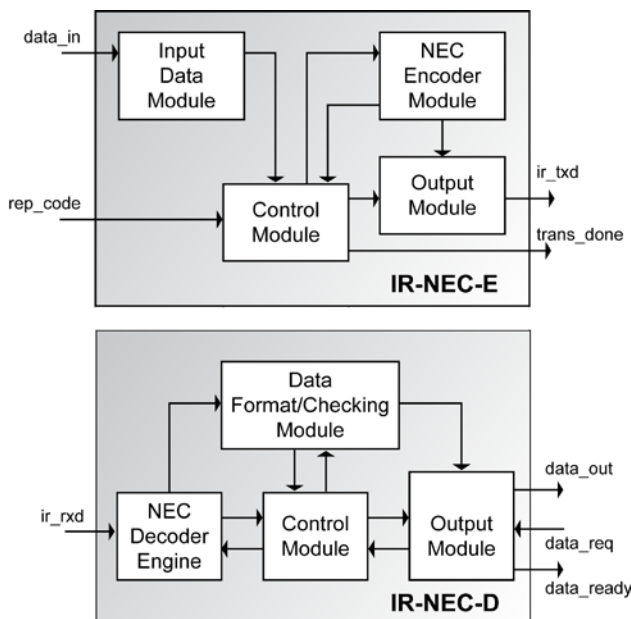 data_in
Input
Data
Module
NEC
Encoder
Module
rep_code
Control
Module
Output
Module
ir_txd
trans_done
IR-NEC-E
Data
Format/Checking
Module
ir_rxd
NEC
Decoder
Engine
Control
Module
Output
Module
data_out
data_req
data_ready
IR-NEC-D